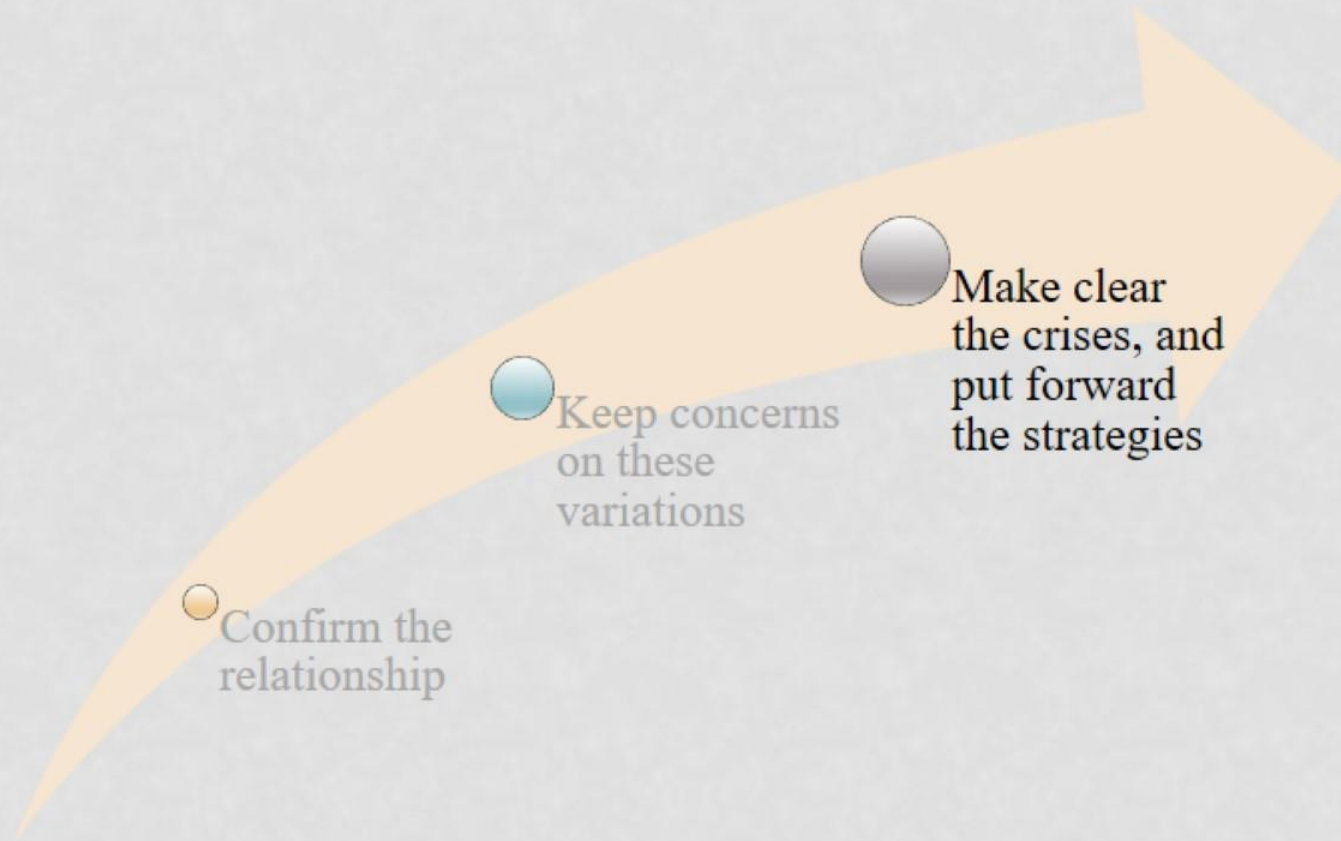 Make clear
the crises, and
put forward
the strategies
Keep concerns
on these
variations
Confirm the
relationship